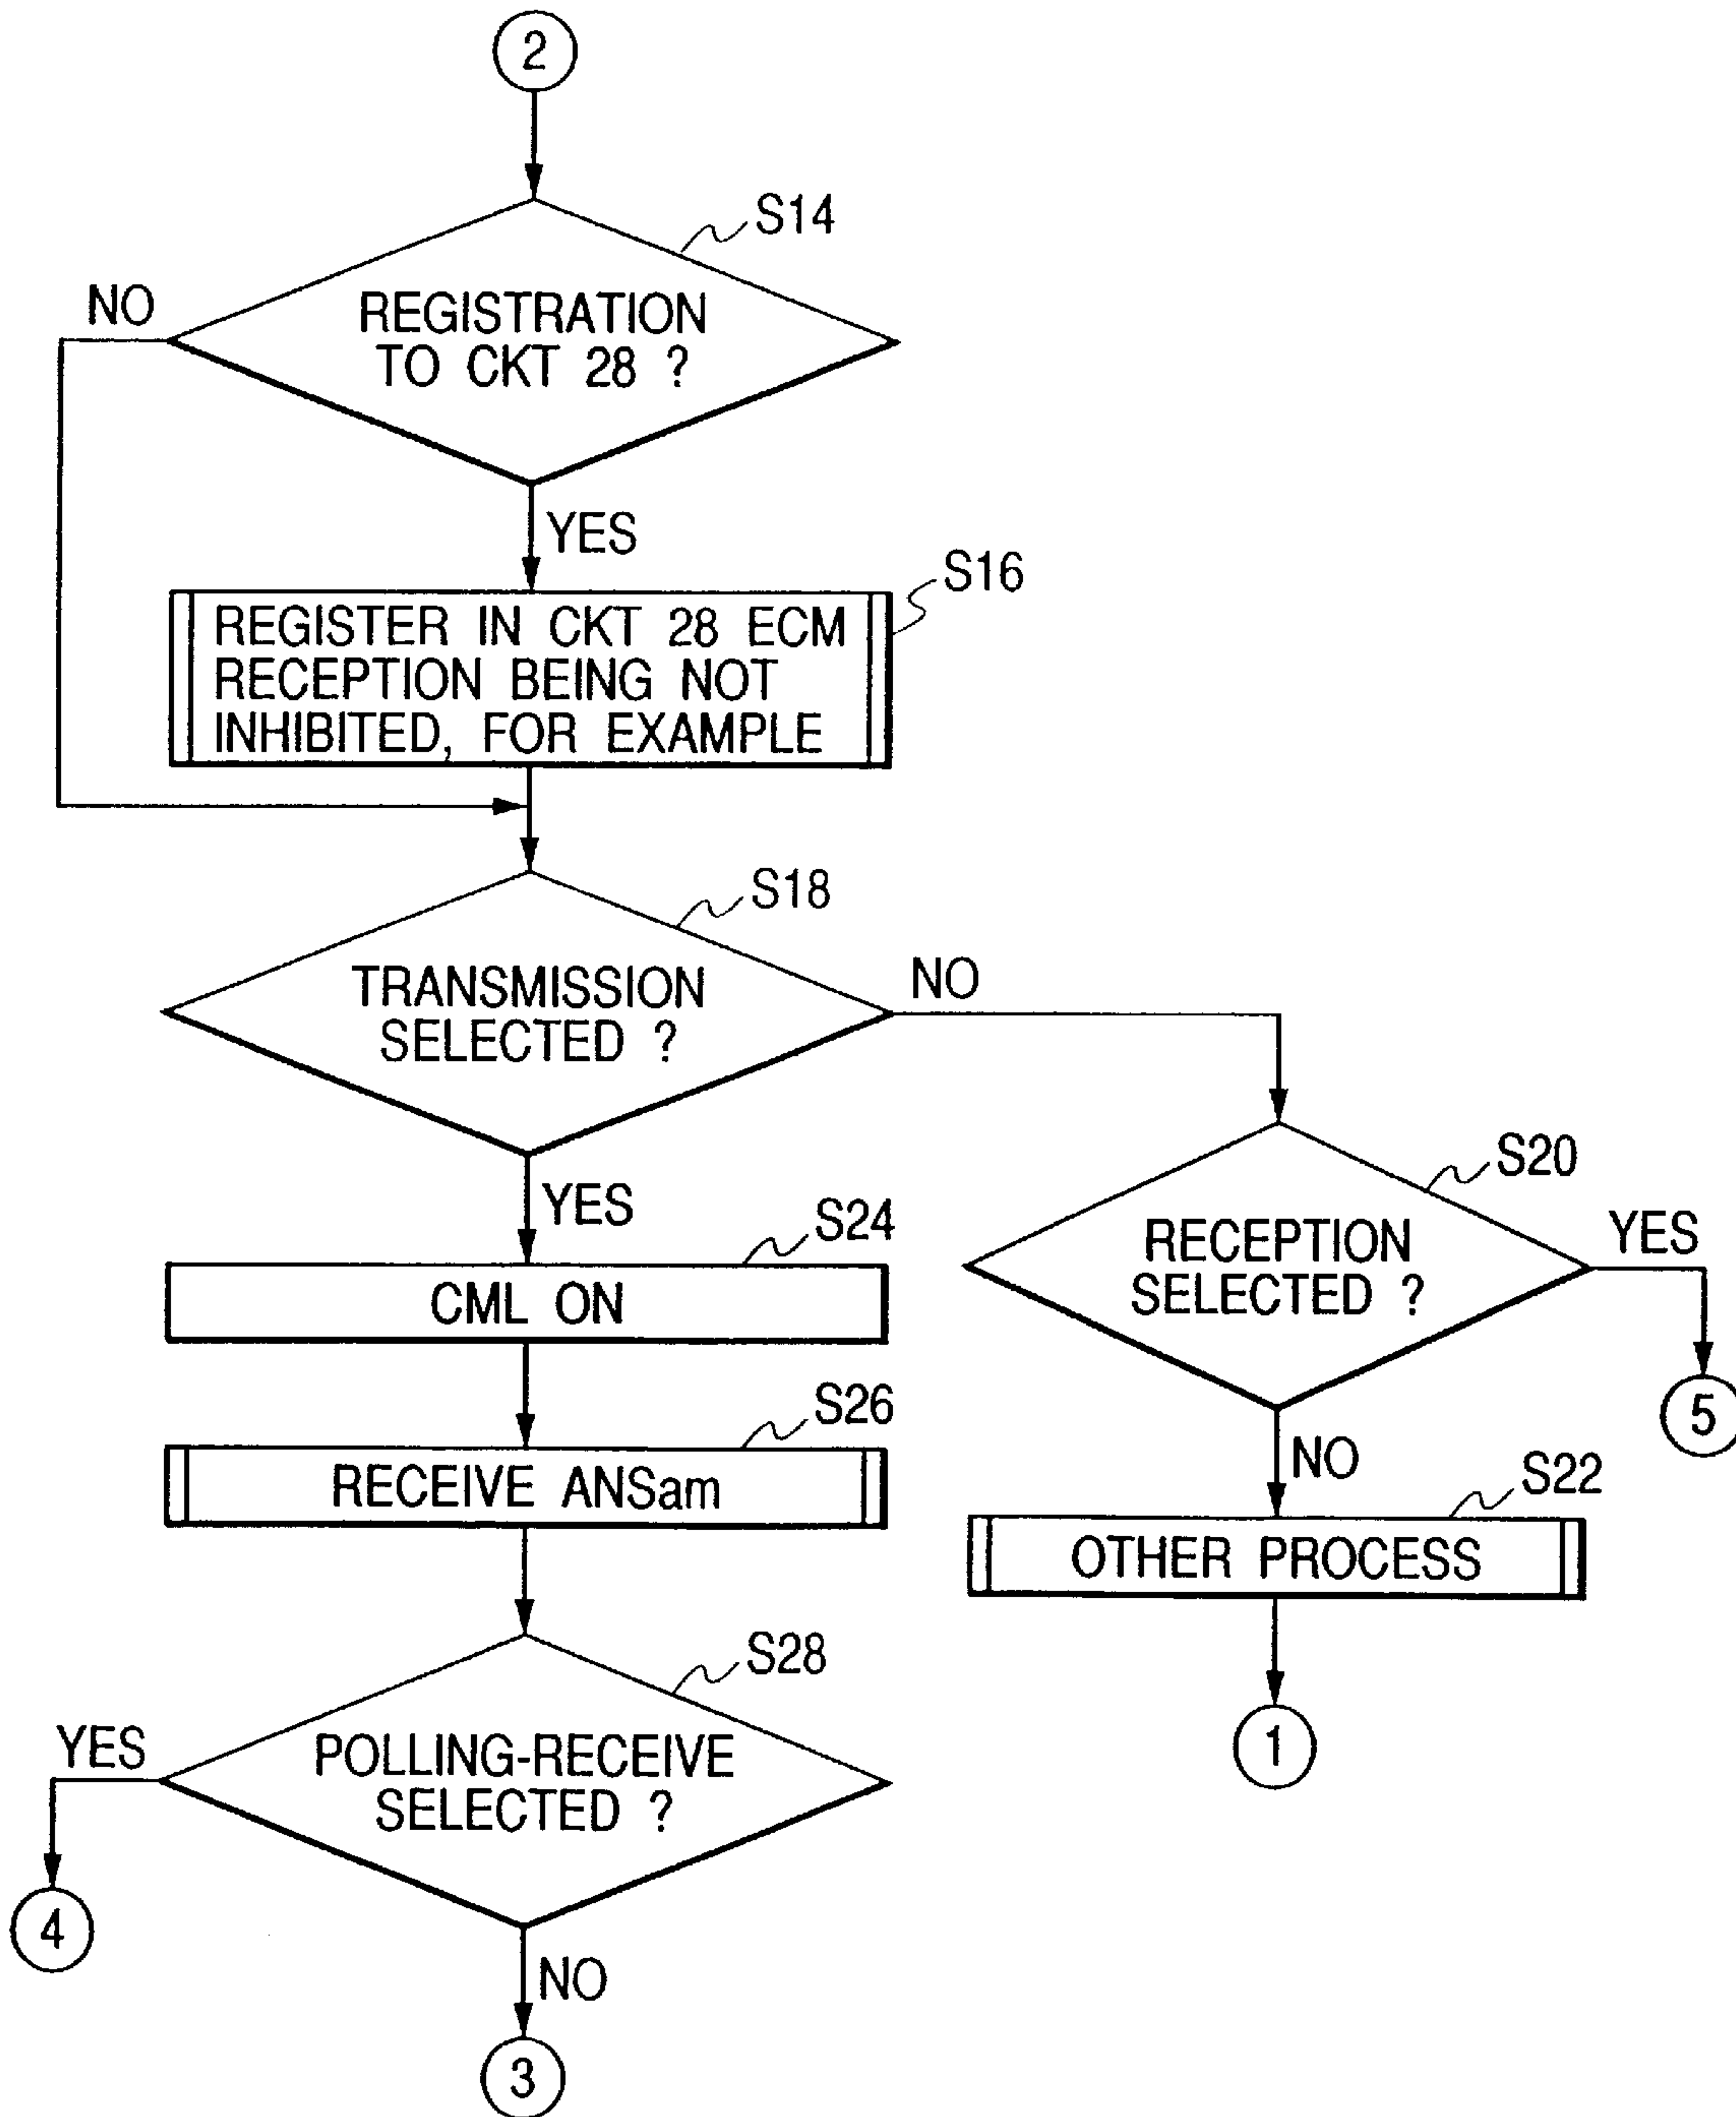 2
S14
NO
REGISTRATION
TO CKT 28 ?
YES
S16
REGISTER IN CKT 28 ECM
RECEPTION BEING NOT
INHIBITED, FOR EXAMPLE
S18
TRANSMISSION
SELECTED ?
NO
YES
S20
RECEPTION
SELECTED ?
YES
5
S24
CML ON
S26
RECEIVE ANSam
NO
S22
OTHER PROCESS
1
S28
YES
POLLING-RECEIVE
SELECTED ?
4
NO
3